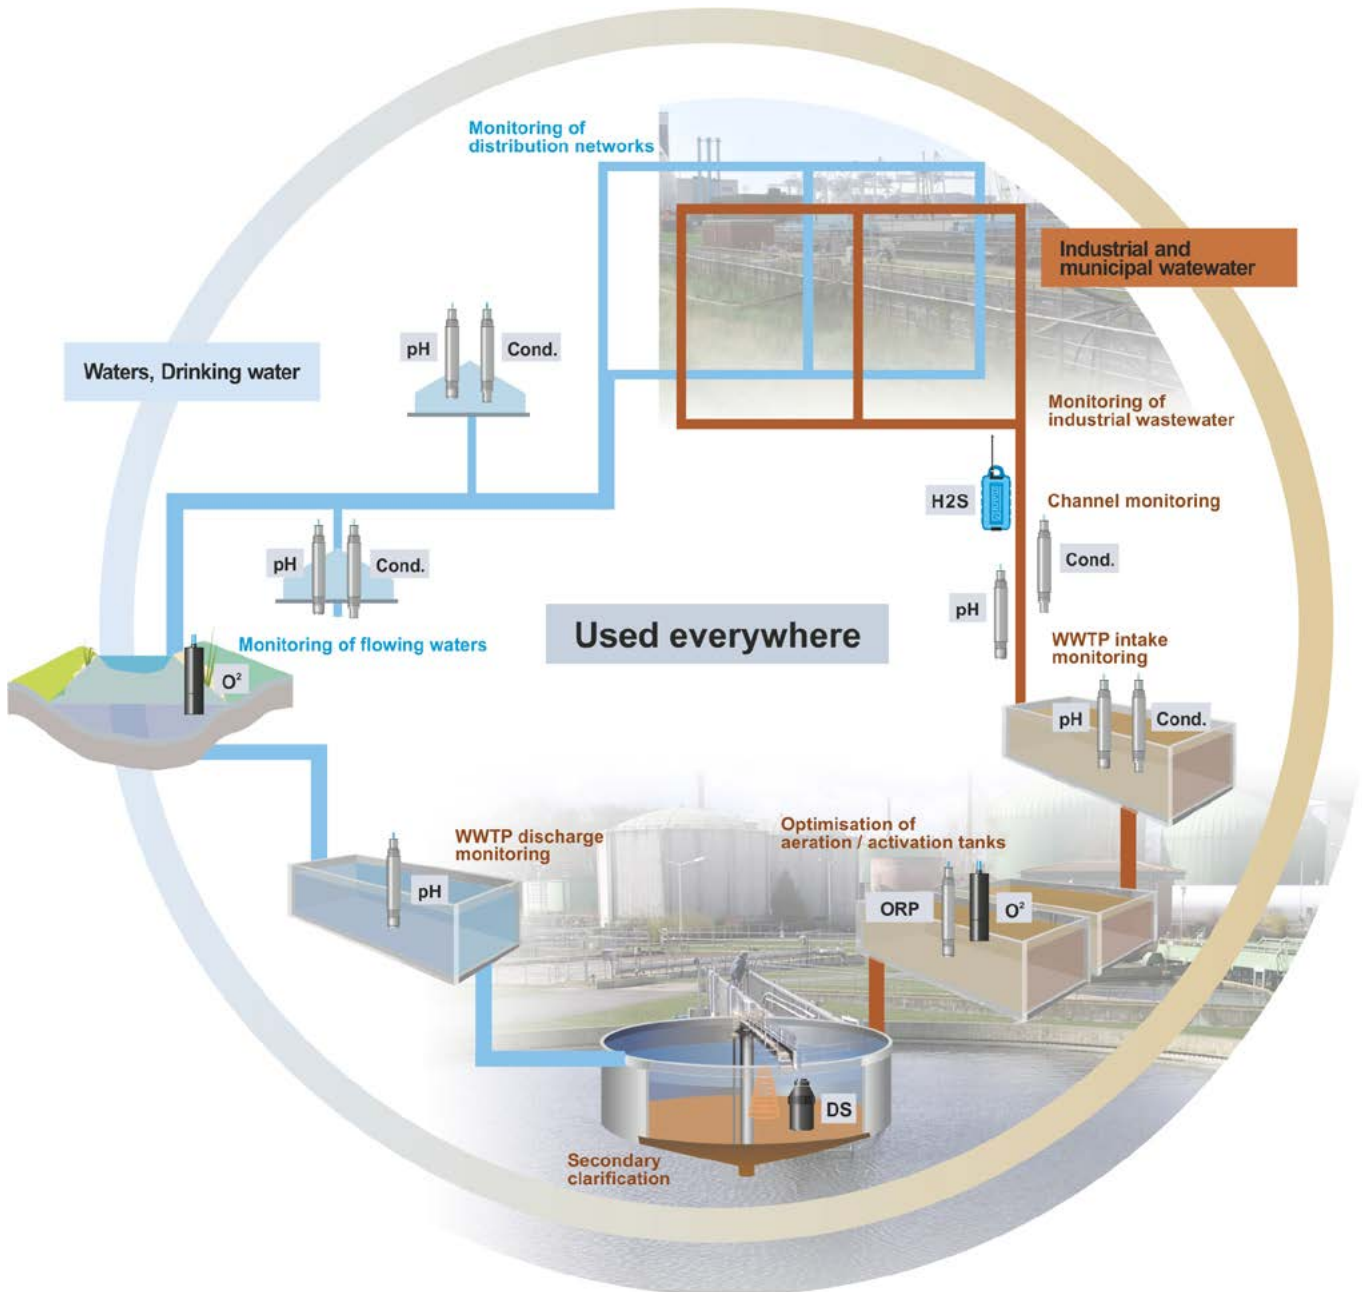 Monitoring of
distribution networks
Industrial and
municipal watewater
pH
Cond.
Waters, Drinking water
Monitoring of
industrial wastewater
H2S
Channel monitoring
pH
Cond.
Cond.
pH
Used everywhere
Monitoring of flowing waters
O²
WWTP intake
monitoring
pH
Cond.
WWTP discharge
monitoring
pH
Optimisation of
aeration / activation tanks
ORP
O²
DS
Secondary
clarification